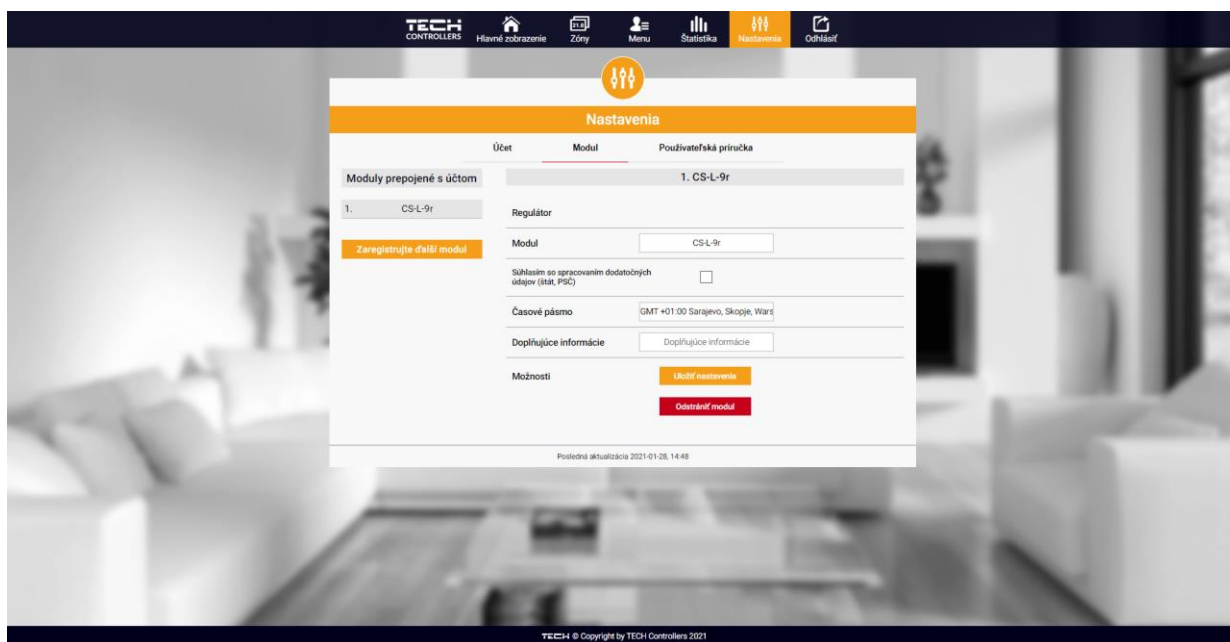 TECH
CONTROLLERS
Hlavné zobrazenie
Zóny
Menu
Štatistika
Nastavenia
Odhlásiť
Nastavenia
Účet
Modul
Používateľská príručka
Moduly prepojené s účtom
1. CS-L-9r
1. CS-L-9r
Zaregistrujte ďalší modul
Regulátor
Modul
CS-L-9r
Súhlasím so spracovaním dodatočných
údajov (štát, PSČ)
Časové pásmo
GMT +01:00 Sarajevo, Skopje, Wars
Doplňujúce informácie
Doplňujúce informácie
Možnosti
Uložiť nastavenia
Odstrániť modul
Posledná aktualizácia 2021-01-28, 14:48
TECH © Copyright by TECH Controllers 2021